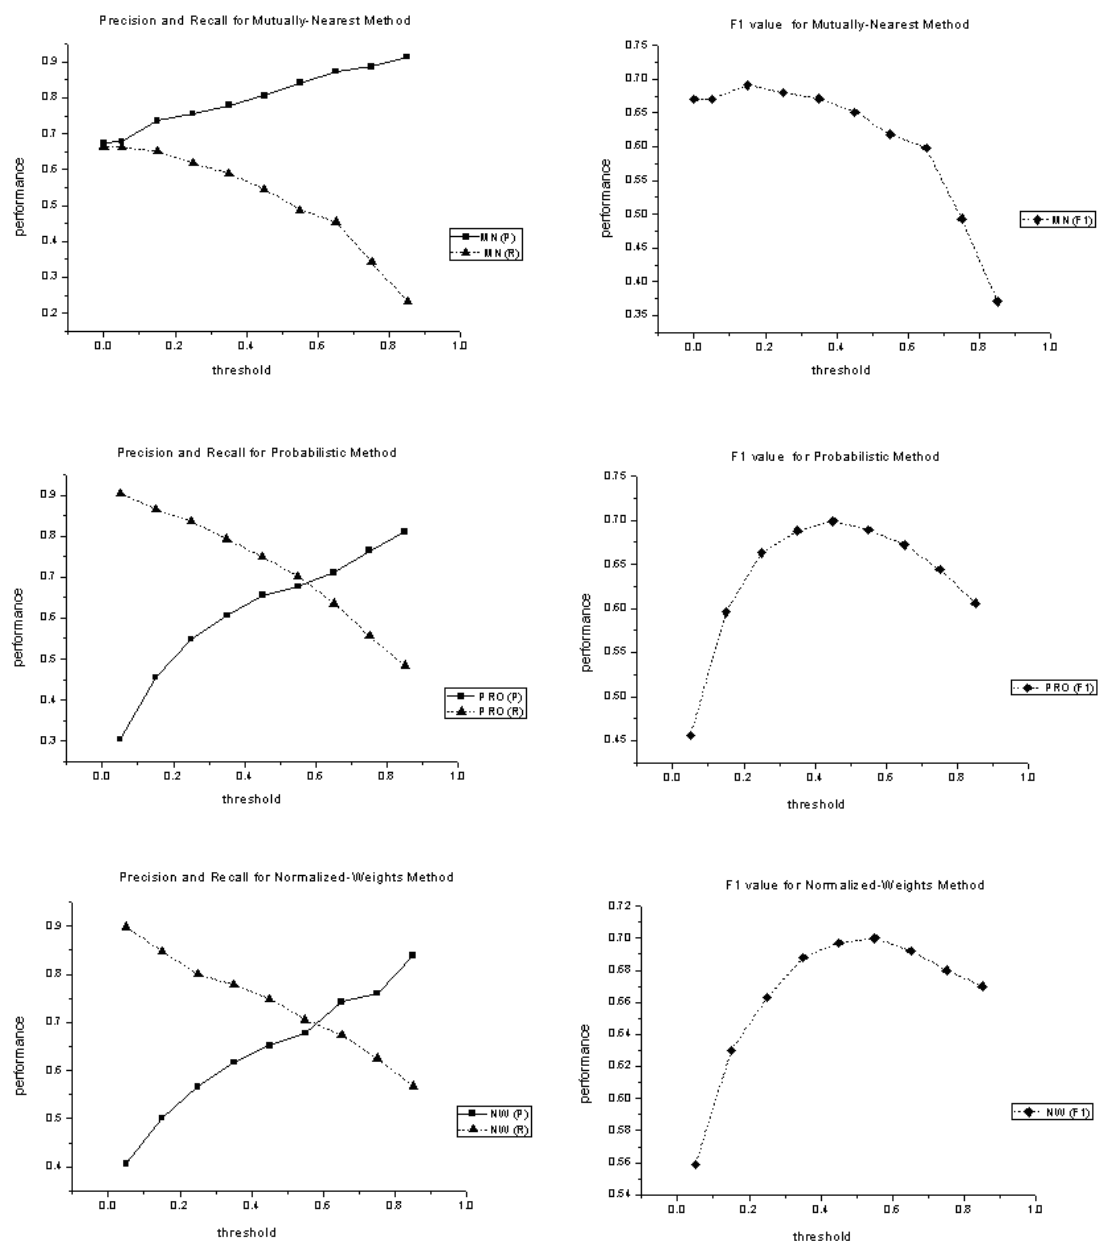 Precision and Recall for Mutually-Nearest Method
0.9
0.8
0.7
0.6
0.5
0.4
0.3
0.2
performance
MN(P)
MN(R)
0.0 0.2 0.4 0.6 0.8 1.0
threshold
F1 value for Mutually-Nearest Method
0.75
0.70
0.65
0.60
0.55
0.50
0.45
0.40
0.35
performance
MN(F1)
0.0 0.2 0.4 0.6 0.8 1.0
threshold
Precision and Recall for Probabilistic Method
0.9
0.8
0.7
0.6
0.5
0.4
0.3
performance
PRO(P)
PRO(R)
0.0 0.2 0.4 0.6 0.8 1.0
threshold
F1 value for Probabilistic Method
0.75
0.70
0.65
0.60
0.55
0.50
0.45
performance
PRO(F1)
0.0 0.2 0.4 0.6 0.8 1.0
threshold
Precision and Recall for Normalized-Weights Method
0.9
0.8
0.7
0.6
0.5
0.4
performance
NW(P)
NW(R)
0.0 0.2 0.4 0.6 0.8 1.0
threshold
F1 value for Normalized-Weights Method
0.72
0.70
0.68
0.66
0.64
0.62
0.60
0.58
0.56
0.54
performance
NW(F1)
0.0 0.2 0.4 0.6 0.8 1.0
threshold